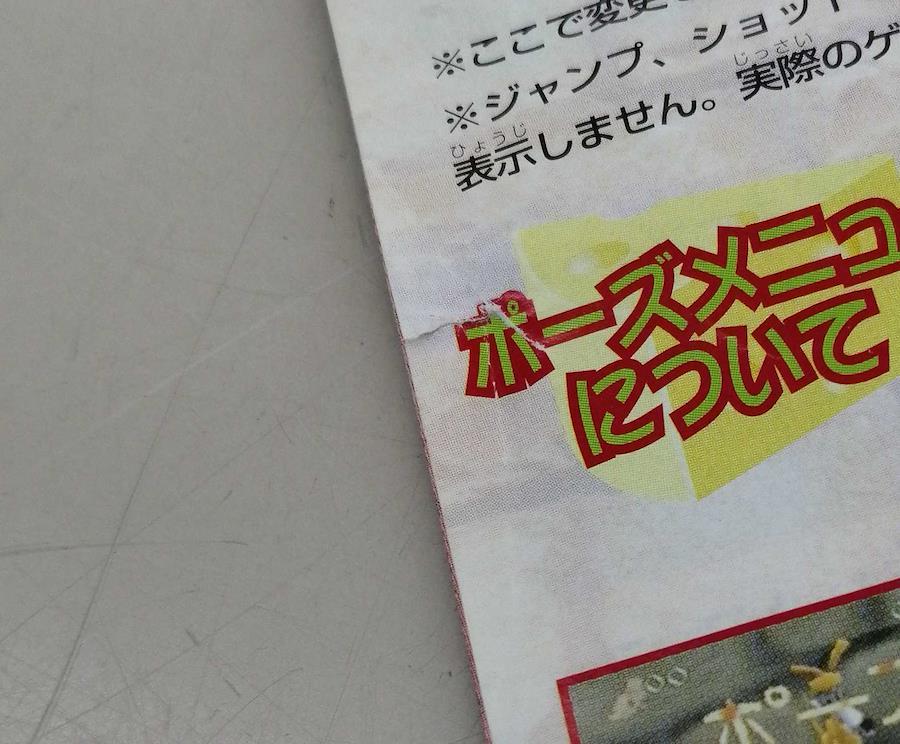 ※ここで変更
※ジャンプ、ショット
じっさい
ひょうじ
表示しません。実際のゲ
ポーズメニュ
について
00